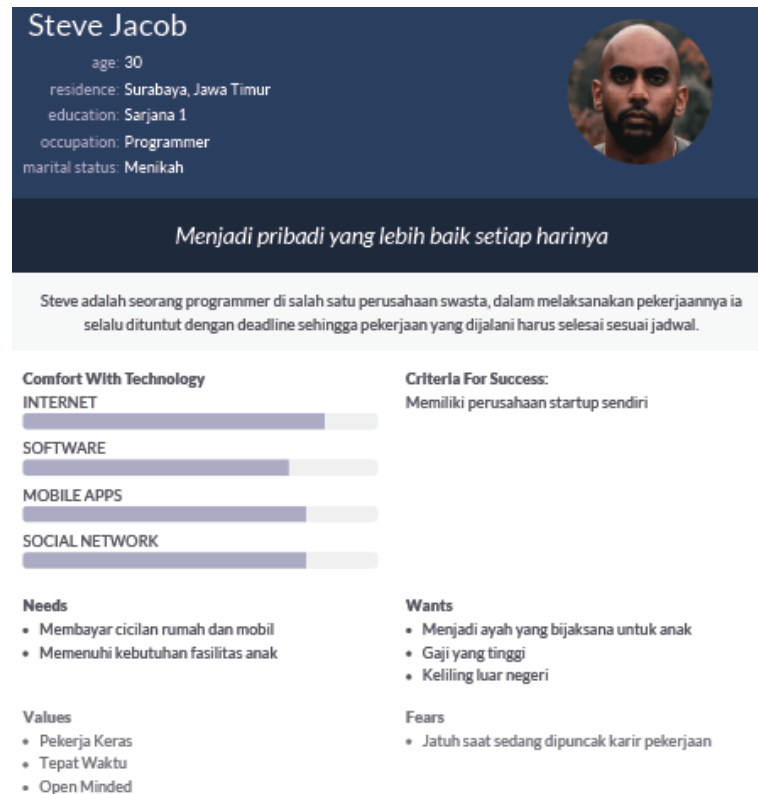 Steve Jacob
age: 30
residence: Surabaya, Jawa Timur
education: Sarjana 1
occupation: Programmer
marital status: Menikah
Menjadi pribadi yang lebih baik setiap harinya
Steve adalah seorang programmer di salah satu perusahaan swasta, dalam melaksanakan pekerjaannya ia
selalu dituntut dengan deadline sehingga pekerjaan yang dijalani harus selesai sesuai jadwal.
Comfort With Technology
INTERNET
SOFTWARE
MOBILE APPS
SOCIAL NETWORK
Criteria For Success:
Memiliki perusahaan startup sendiri
Needs
• Membayar cicilan rumah dan mobil
• Memenuhi kebutuhan fasilitas anak
Wants
• Menjadi ayah yang bijaksana untuk anak
• Gaji yang tinggi
• Keliling luar negeri
Values
• Pekerja Keras
• Tepat Waktu
• Open Minded
Fears
• Jatuh saat sedang dipuncak karir pekerjaan